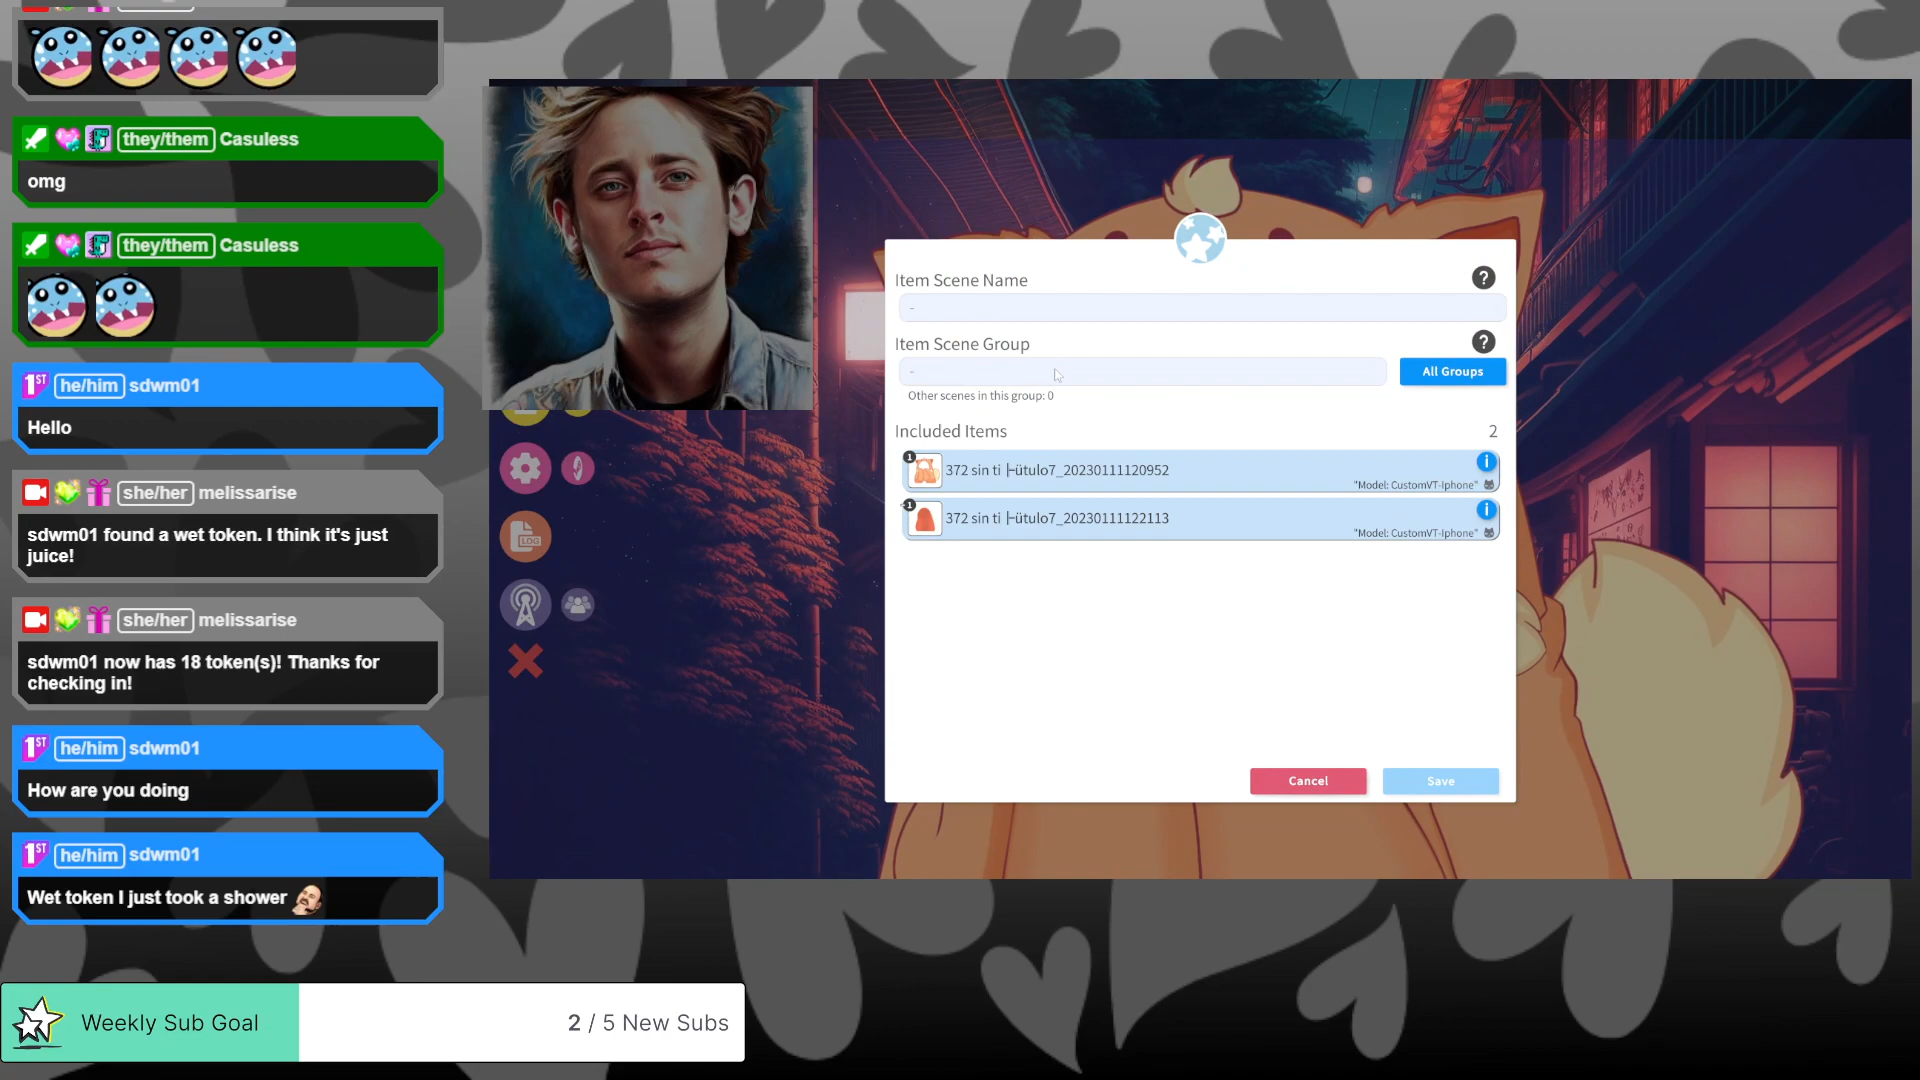 they/them Casuless
omg
they/them Casuless
1ST he/him sdwm01
Hello
she/her melissarise
sdwm01 found a wet token. I think it's just
juice!
she/her melissarise
sdwm01 now has 18 token(s)! Thanks for
checking in!
1ST he/him sdwm01
How are you doing
1ST he/him sdwm01
Wet token I just took a shower
Weekly Sub Goal
2 / 5 New Subs
LOG
Item Scene Name
?
-
Item Scene Group
?
-
All Groups
Other scenes in this group: 0
Included Items
2
1
372 sin ti ├ütulo7_20230111120952
i
"Model: CustomVT-Iphone"
1
372 sin ti ├ütulo7_20230111122113
i
"Model: CustomVT-Iphone"
Cancel
Save